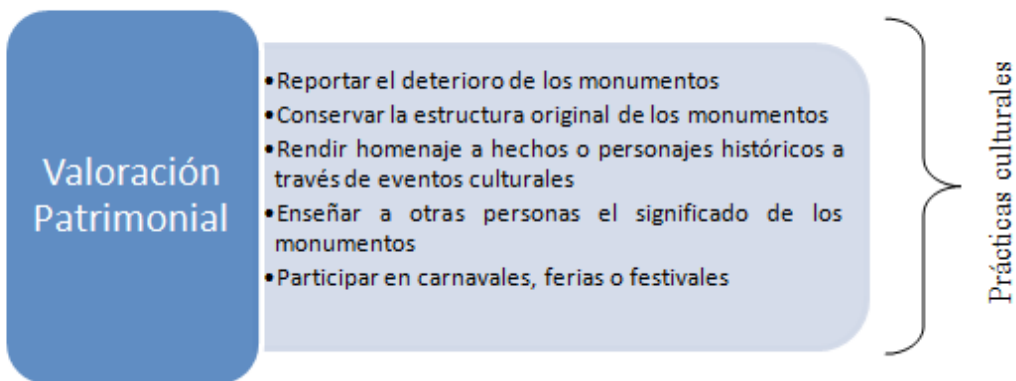 Valoración
Patrimonial
•Reportar el deterioro de los monumentos
•Conservar la estructura original de los monumentos
•Rendir homenaje a hechos o personajes históricos a
través de eventos culturales
•Enseñar a otras personas el significado de los
monumentos
•Participar en carnavales, ferias o festivales
Prácticas culturales